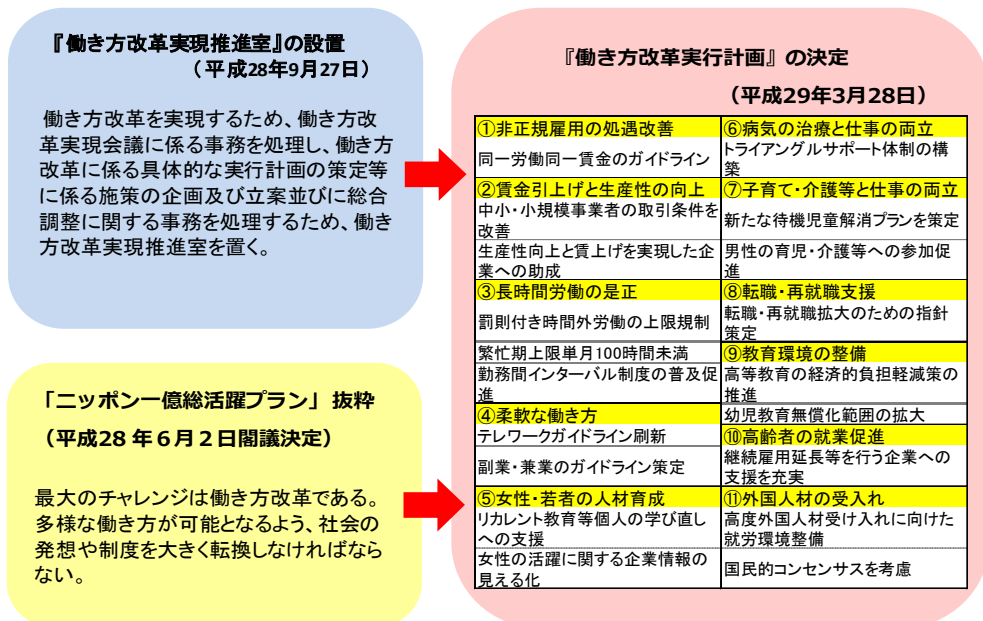 『働き方改革実現推進室』の設置
（平成28年9月27日）
働き方改革を実現するため、働き方改
革実現会議に係る事務を処理し、働き方
改革に係る具体的な実行計画の策定等
に係る施策の企画及び立案並びに総合
調整に関する事務を処理するため、働き
方改革実現推進室を置く。
「ニッポン一億総活躍プラン」抜粋
（平成28 年６月２日閣議決定）
最大のチャレンジは働き方改革である。
多様な働き方が可能となるよう、社会の
発想や制度を大きく転換しなければなら
ない。
『働き方改革実行計画』の決定
（平成29年3月28日）
①非正規雇用の処遇改善
同一労働同一賃金のガイドライン
②賃金引上げと生産性の向上
中小・小規模事業者の取引条件を
改善
生産性向上と賃上げを実現した企
業への助成
③長時間労働の是正
罰則付き時間外労働の上限規制
繁忙期上限単月100時間未満
勤務間インターバル制度の普及促
進
④柔軟な働き方
テレワークガイドライン刷新
副業・兼業のガイドライン策定
⑤女性・若者の人材育成
リカレント教育等個人の学び直し
への支援
女性の活躍に関する企業情報の
見える化
⑥病気の治療と仕事の両立
トライアングルサポート体制の構
築
⑦子育て・介護等と仕事の両立
新たな待機児童解消プランを策定
男性の育児・介護等への参加促
進
⑧転職・再就職支援
転職・再就職拡大のための指針
策定
⑨教育環境の整備
高等教育の経済的負担軽減策の
推進
幼児教育無償化範囲の拡大
⑩高齢者の就業促進
継続雇用延長等を行う企業への
支援を充実
⑪外国人材の受入れ
高度外国人材受け入れに向けた
就労環境整備
国民的コンセンサスを考慮